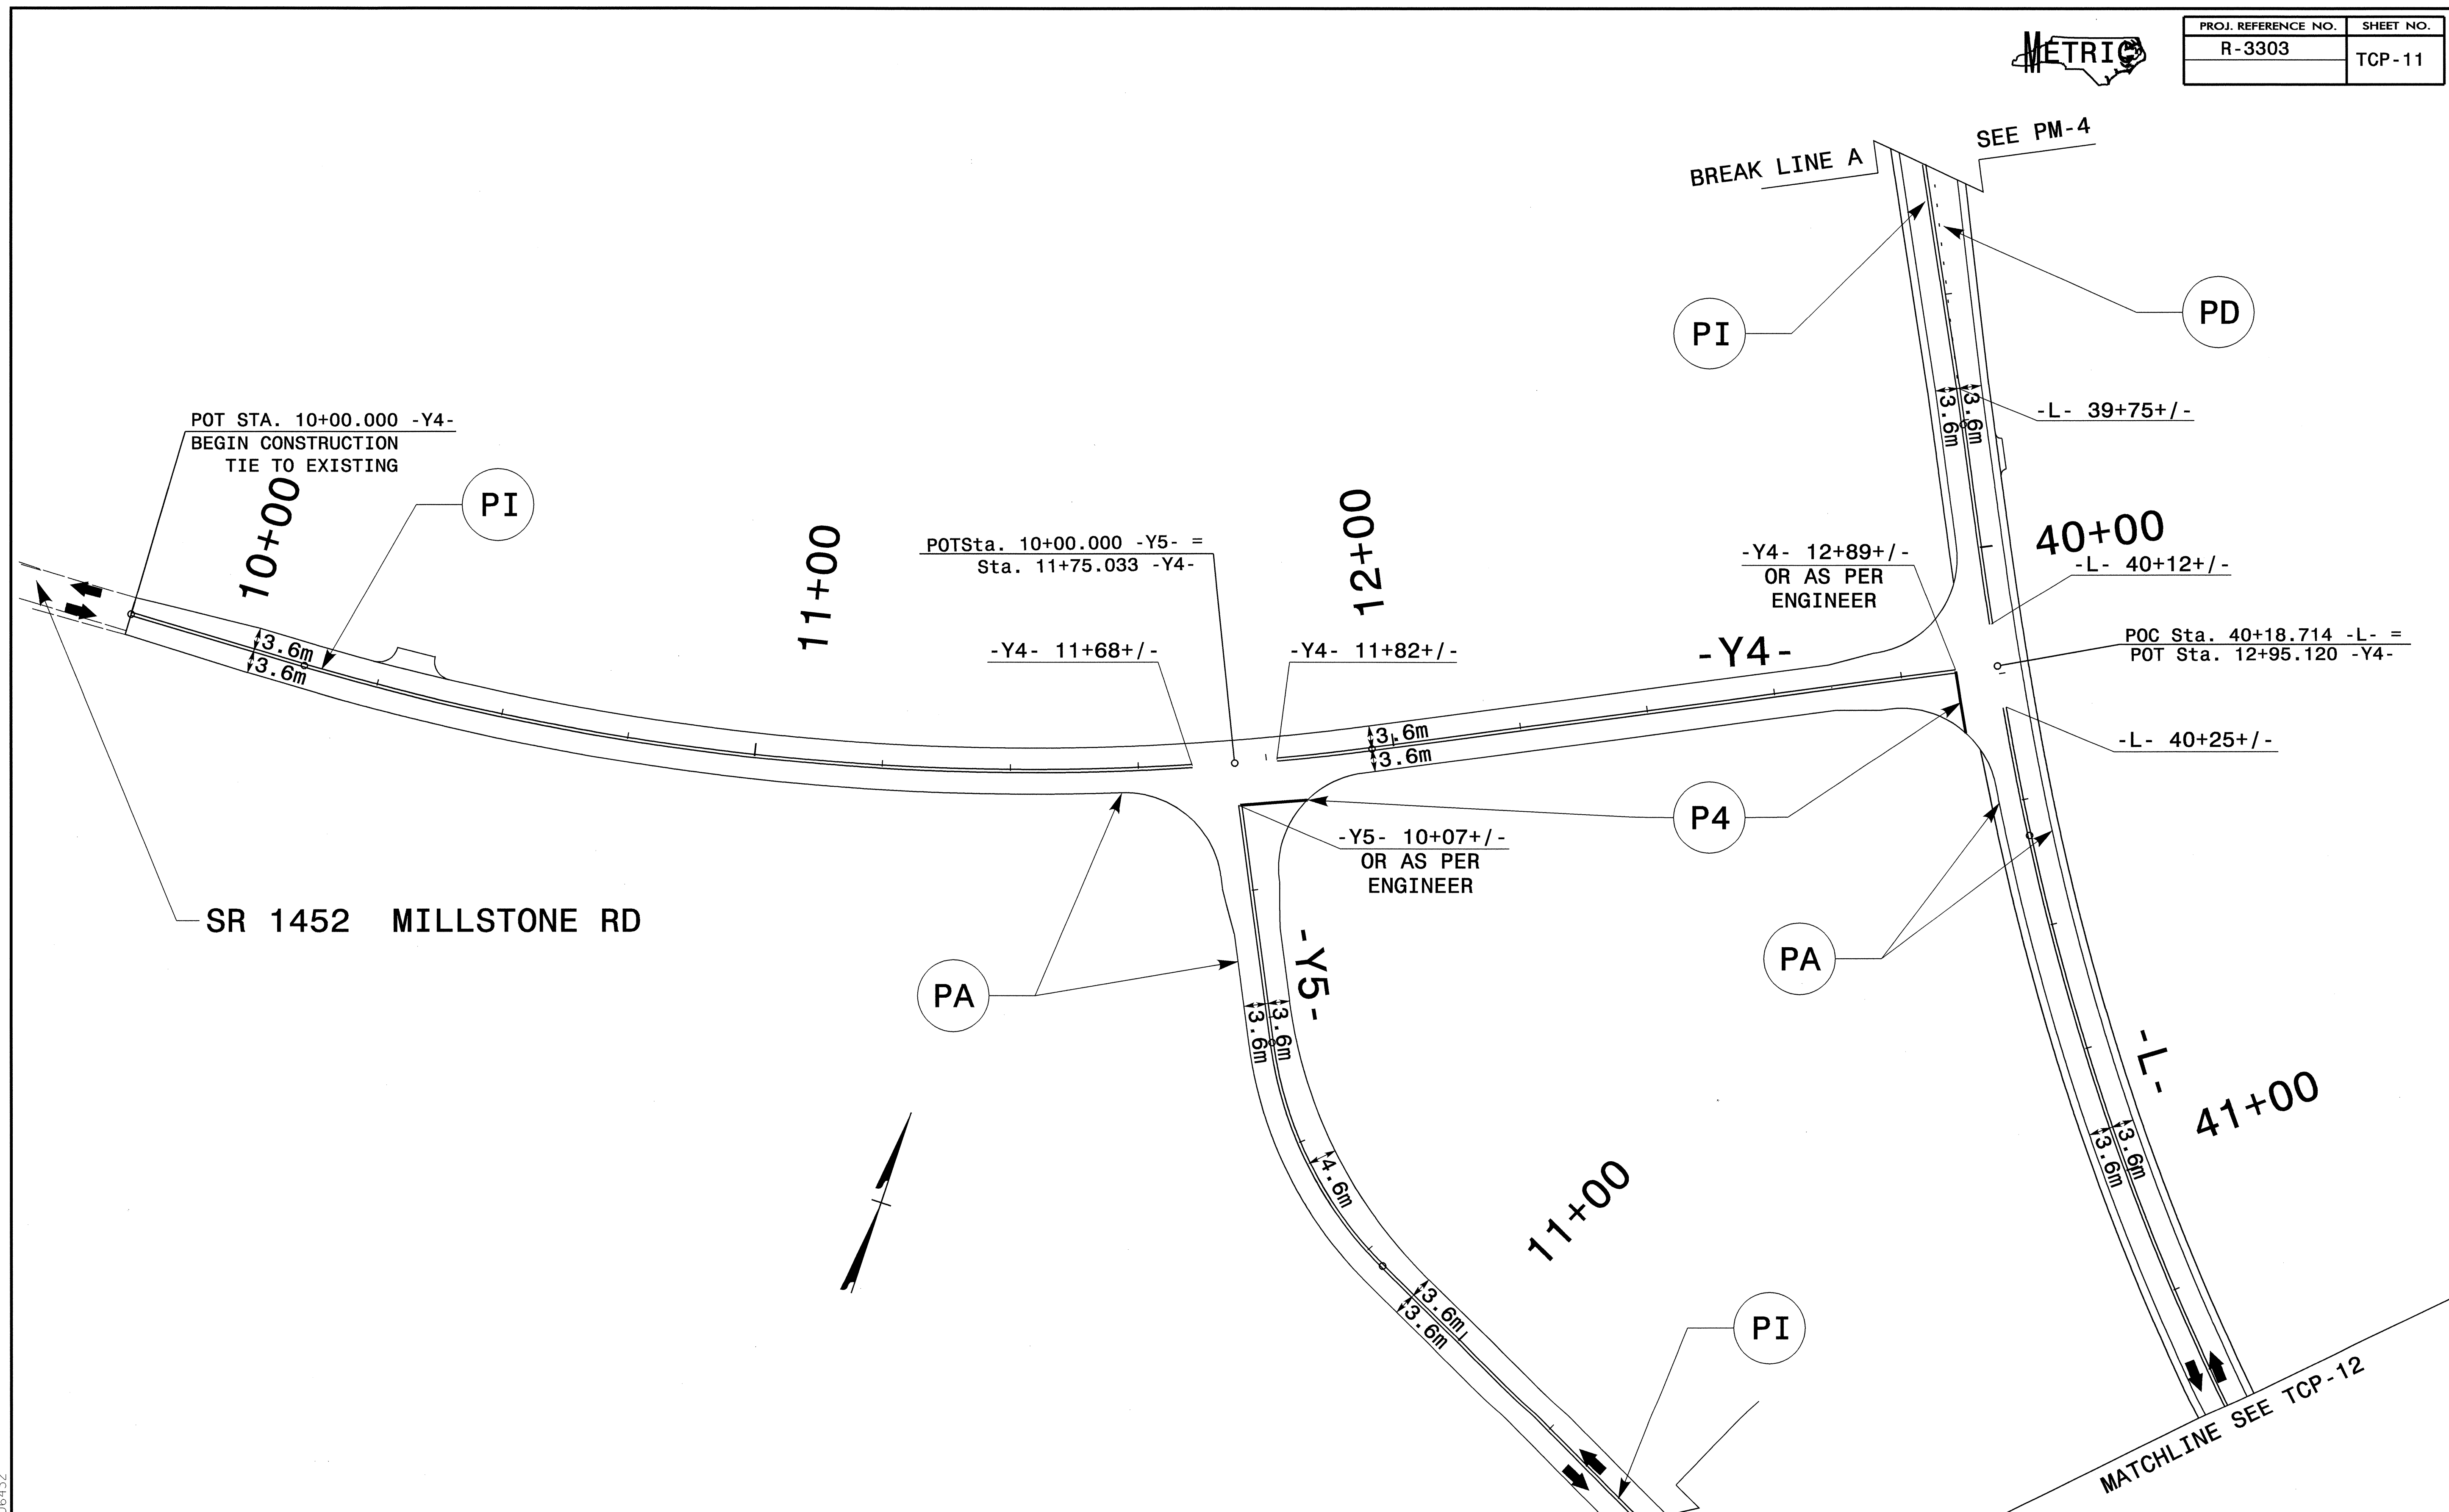 METRIC
PROJ. REFERENCE NO.
SHEET NO.
R-3303
TCP-11
BREAK LINE A
SEE PM-4
PI
PD
3.6m
3.6m
-L- 39+75+/-
POT STA. 10+00.000 -Y4-
BEGIN CONSTRUCTION
TIE TO EXISTING
PI
10+00
11+00
12+00
40+00
POTSta. 10+00.000 -Y5- =
Sta. 11+75.033 -Y4-
-Y4- 12+89+/-
OR AS PER
ENGINEER
-L- 40+12+/-
3.6m
3.6m
-Y4- 11+68+/-
-Y4- 11+82+/-
-Y4-
POC Sta. 40+18.714 -L- =
POT Sta. 12+95.120 -Y4-
3.6m
3.6m
-L- 40+25+/-
P4
-Y5- 10+07+/-
OR AS PER
ENGINEER
SR 1452 MILLSTONE RD
PA
PA
-Y5-
3.6m
3.6m
-L-
41+00
3.6m
3.6m
4.6m
11+00
3.6m
3.6m
PI
MATCHLINE SEE TCP-12